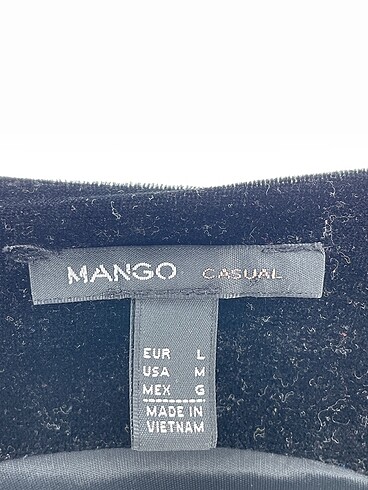 MANGO CASUAL
EUR L
USA M
MEX G
MADE IN
VIETNAM